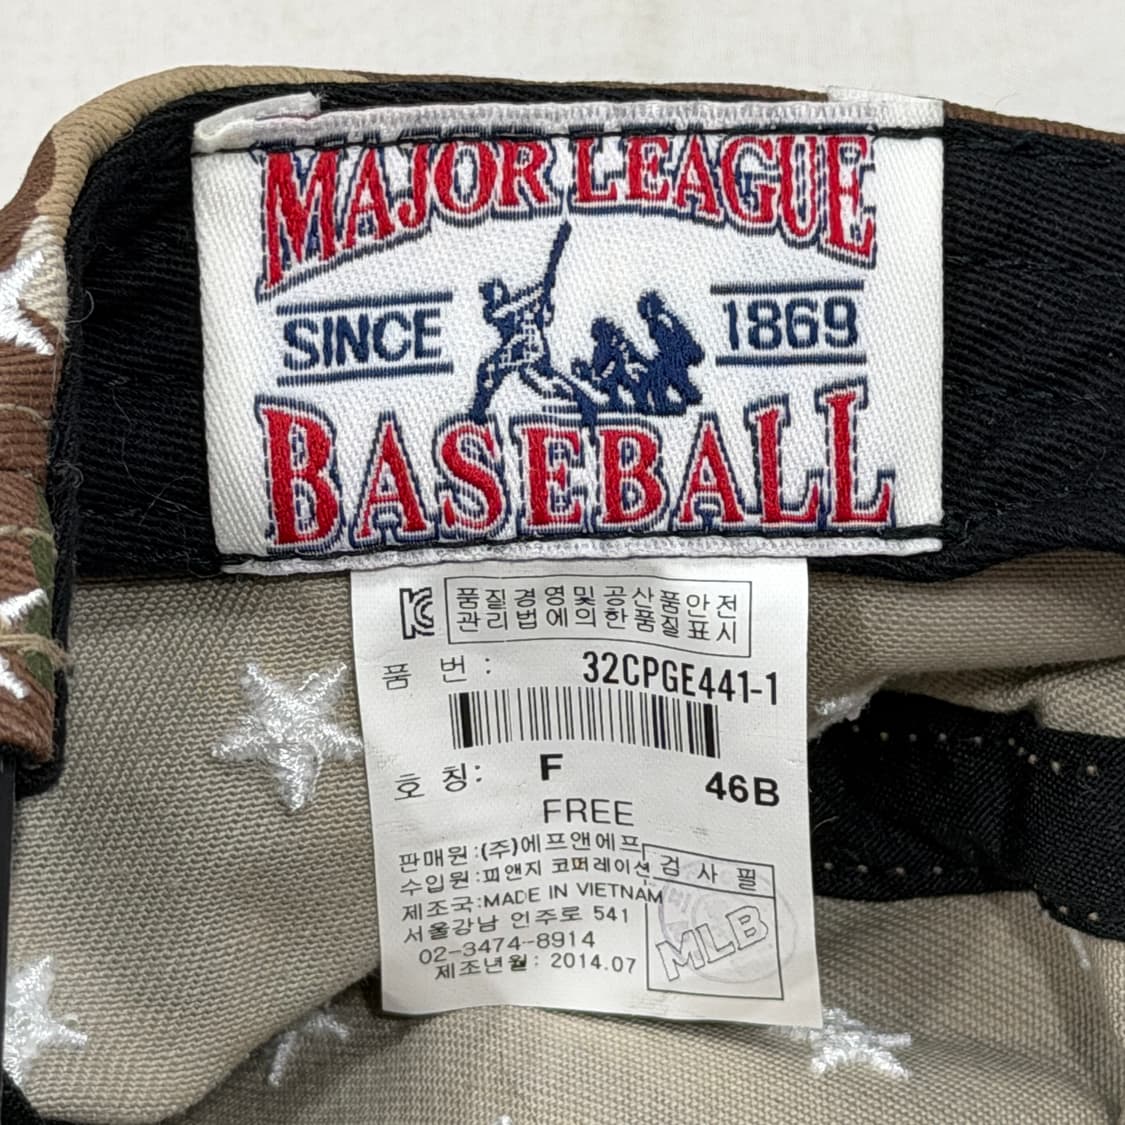 MAJOR LEAGUE
SINCE 1869
BASEBALL
KC
품질경영및공산품안전
관리법에의한품질표시
품 번 : 32CPGE441-1
호 칭: F 46B
FREE
판매원:(주)에프앤에프
수입원:피앤지 코퍼레이션
제조국:MADE IN VIETNAM
서울강남 언주로 541
02-3474-8914
제조년월: 2014.07
검 사 필
MLB